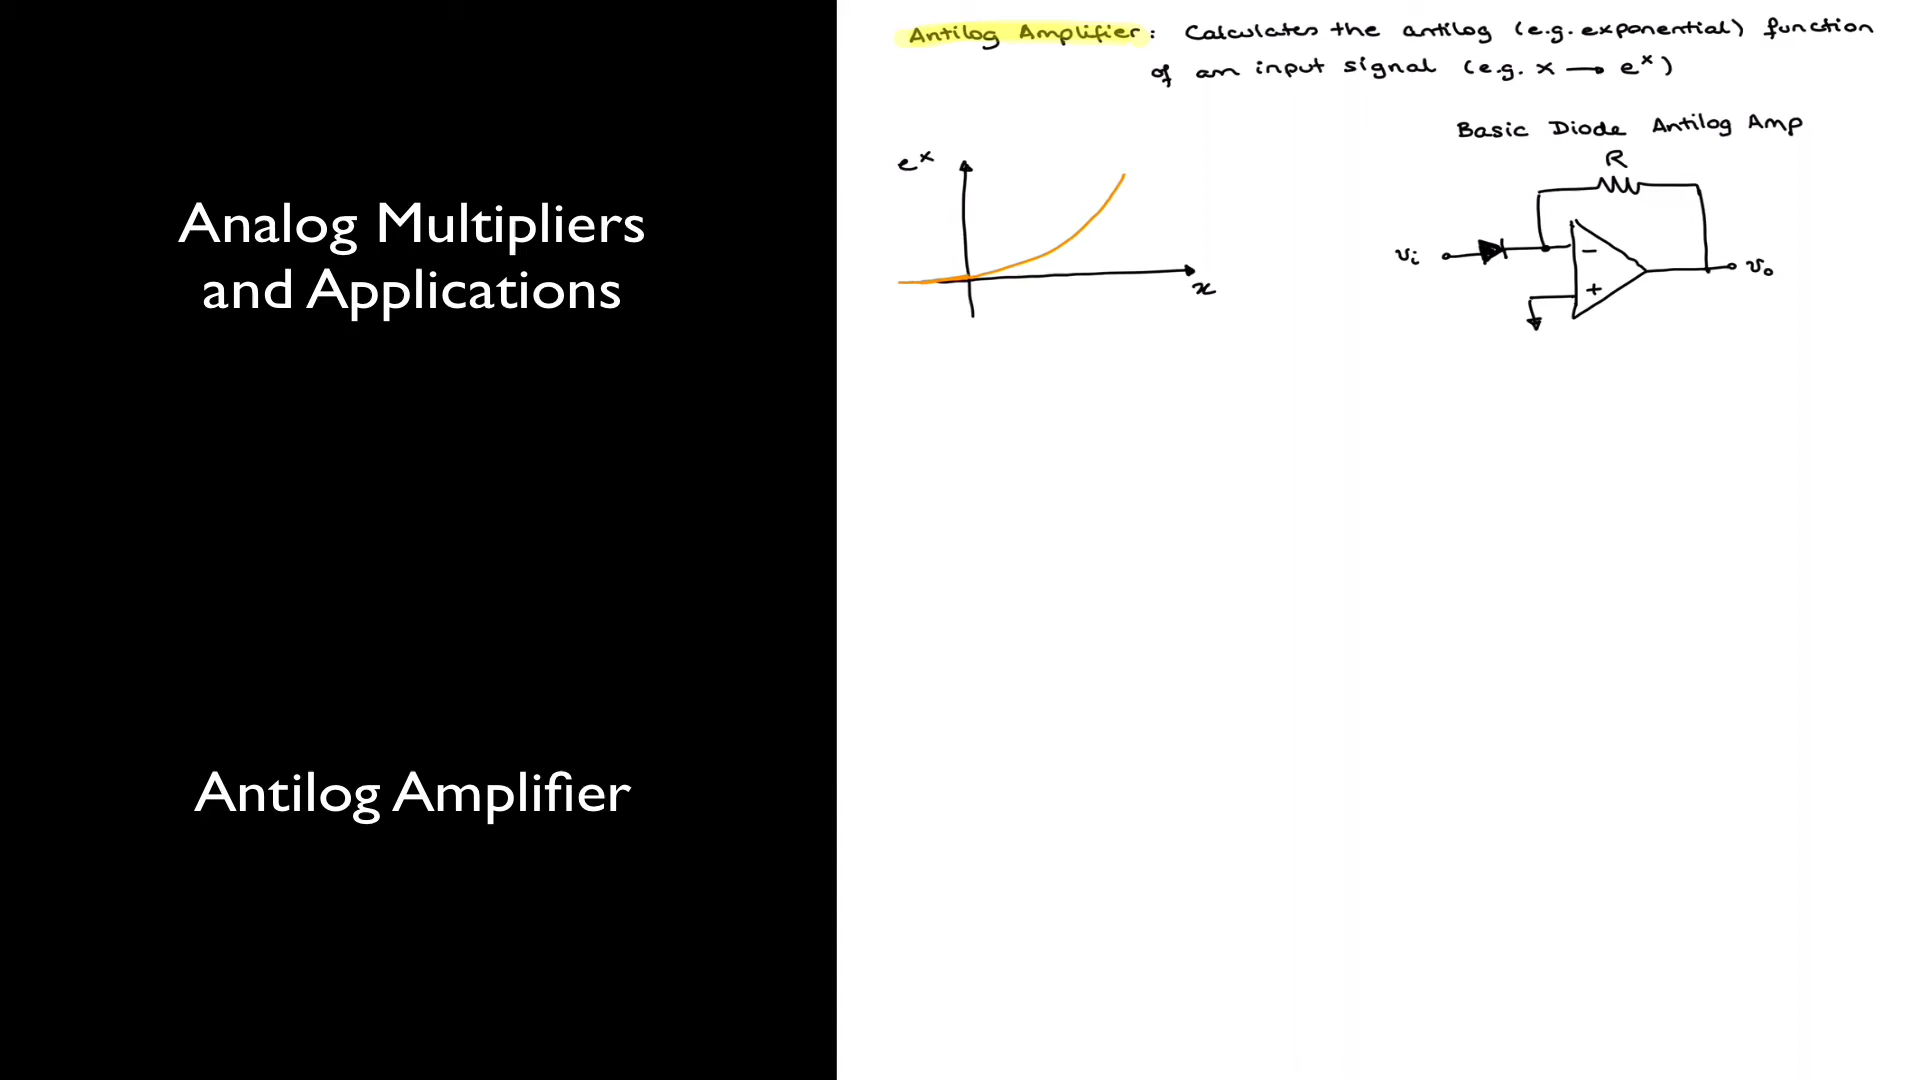 Analog Multipliers
and Applications
Antilog Amplifier
Antilog Amplifier: Calculates the antilog (e.g. exponential) function
of an input signal (e.g. x → eˣ)
Basic Diode Antilog Amp
eˣ
x
R
vᵢ
−
+
vₒ